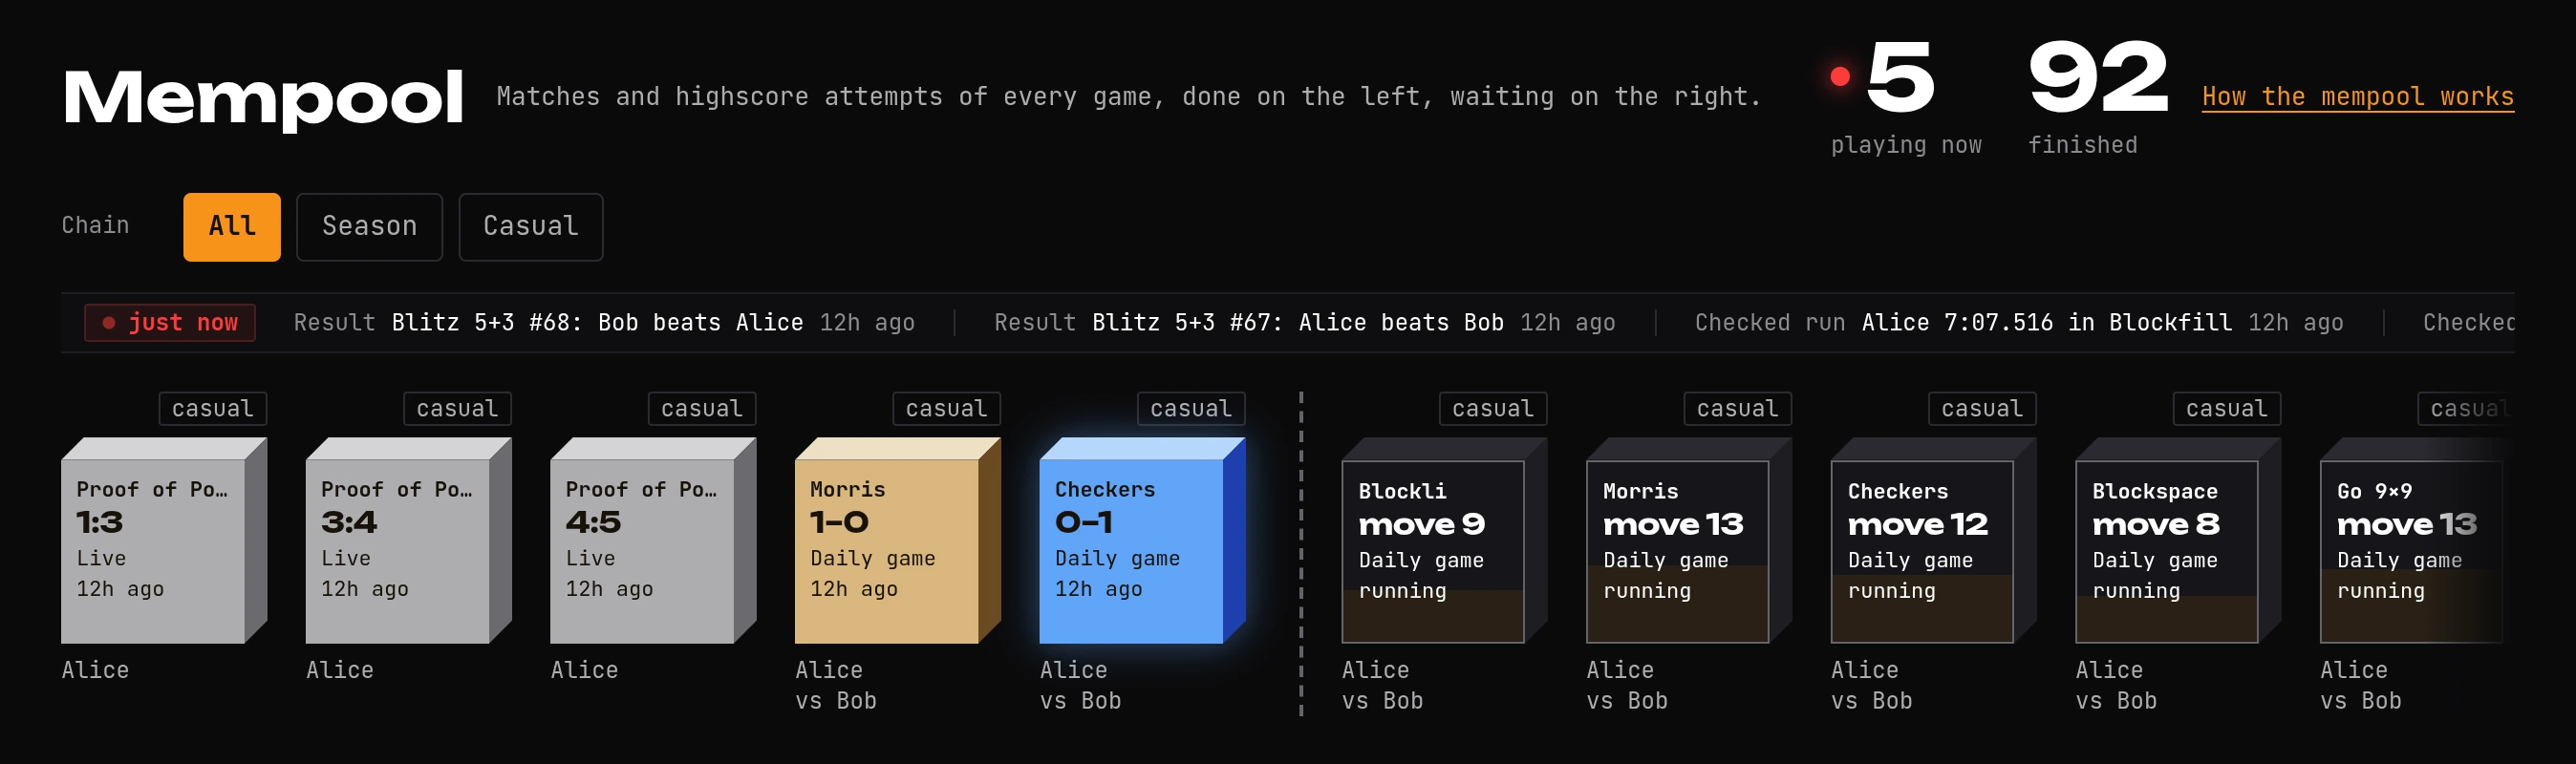 Mempool
Matches and highscore attempts of every game, done on the left, waiting on the right.
5
playing now
92
finished
How the mempool works
Chain
All
Season
Casual
just now
Result Blitz 5+3 #68: Bob beats Alice 12h ago
Result Blitz 5+3 #67: Alice beats Bob 12h ago
Checked run Alice 7:07.516 in Blockfill 12h ago
Checked
casual
Proof of Po…
1:3
Live
12h ago
Alice
casual
Proof of Po…
3:4
Live
12h ago
Alice
casual
Proof of Po…
4:5
Live
12h ago
Alice
casual
Morris
1–0
Daily game
12h ago
Alice
vs Bob
casual
Checkers
0–1
Daily game
12h ago
Alice
vs Bob
casual
Blockli
move 9
Daily game
running
Alice
vs Bob
casual
Morris
move 13
Daily game
running
Alice
vs Bob
casual
Checkers
move 12
Daily game
running
Alice
vs Bob
casual
Blockspace
move 8
Daily game
running
Alice
vs Bob
casual
Go 9×9
move 13
Daily game
running
Alice
vs Bob